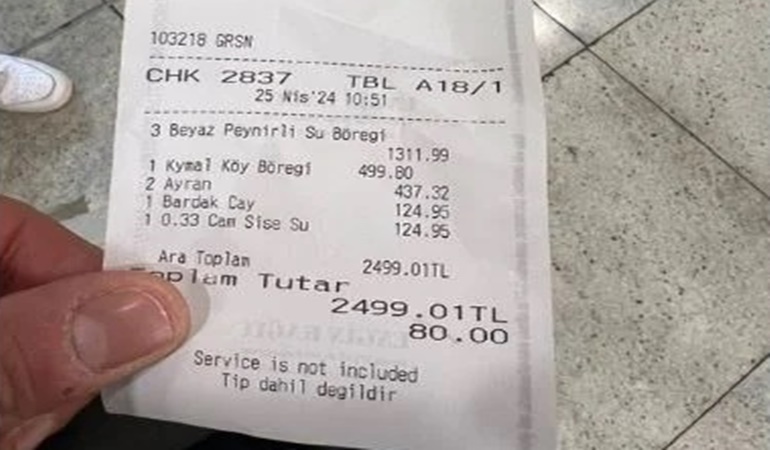 103218 GRSN
CHK 2837 TBL A18/1
25 Nis'24 10:51
3 Beyaz Peynirli Su Böregi
1311.99
1 Kymal Köy Böregi 499.80
2 Ayran 437.32
1 Bardak Cay 124.95
1 0.33 Cam Sise Su 124.95
Ara Toplam 2499.01TL
Toplam Tutar
2499.01TL
80.00
Service is not included
Tip dahil degildir